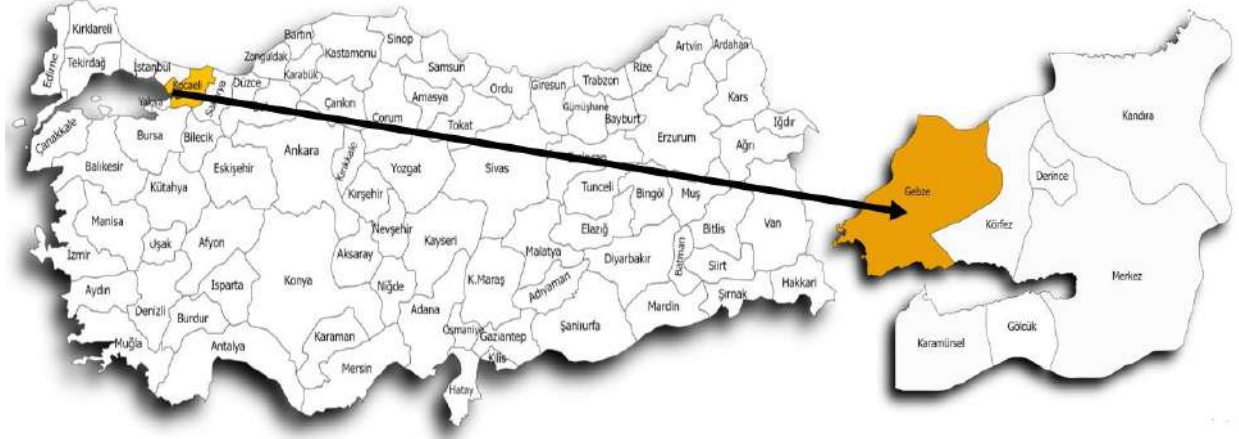 Kırklareli
Edirne
Tekirdağ
İstanbul
Kocaeli
Yalova
Sakarya
Düzce
Zonguldak
Bartın
Karabük
Kastamonu
Sinop
Samsun
Ordu
Giresun
Trabzon
Rize
Artvin
Ardahan
Kars
Iğdır
Gümüşhane
Bayburt
Erzurum
Ağrı
Çanakkale
Bursa
Bilecik
Çankırı
Çorum
Amasya
Tokat
Balıkesir
Kütahya
Eskişehir
Ankara
Kırıkkale
Yozgat
Sivas
Kırşehir
Tunceli
Bingöl
Muş
Van
Manisa
Uşak
Afyon
Nevşehir
Kayseri
Malatya
Elazığ
Bitlis
İzmir
Aksaray
Diyarbakır
Batman
Siirt
Hakkari
Aydın
Isparta
Konya
Niğde
K.Maraş
Adıyaman
Mardin
Şırnak
Denizli
Burdur
Adana
Şanlıurfa
Muğla
Antalya
Karaman
Mersin
Osmaniye
Gaziantep
Kilis
Hatay
Kandıra
Gebze
Derince
Körfez
Merkez
Karamürsel
Gölcük